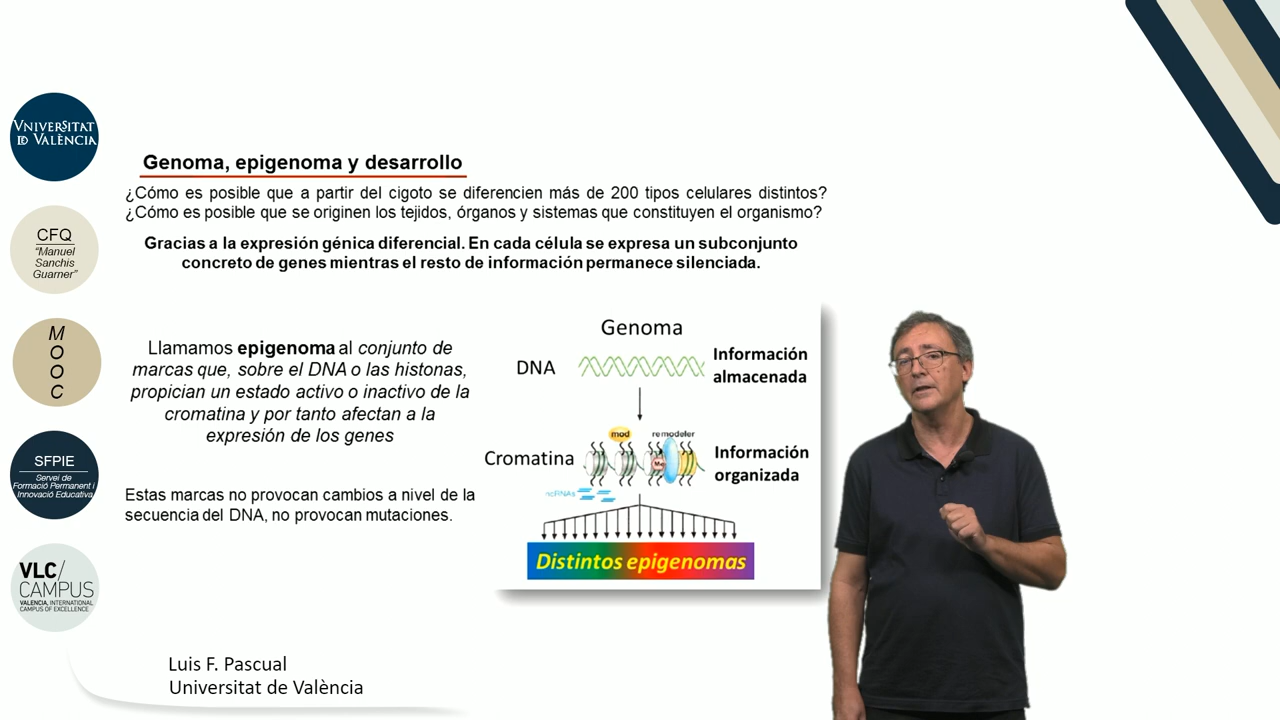 VNIVERSITAT
ID VALÈNCIA
CFQ
“Manuel
Sanchis
Guarner”
M
O
O
C
SFPIE
Servei de
Formació Permanent i
Innovació Educativa
VLC/
CAMPUS
VALENCIA, INTERNATIONAL
CAMPUS OF EXCELLENCE
Genoma, epigenoma y desarrollo
¿Cómo es posible que a partir del cigoto se diferencien más de 200 tipos celulares distintos?
¿Cómo es posible que se originen los tejidos, órganos y sistemas que constituyen el organismo?
Gracias a la expresión génica diferencial. En cada célula se expresa un subconjunto
concreto de genes mientras el resto de información permanece silenciada.
Llamamos epigenoma al conjunto de
marcas que, sobre el DNA o las histonas,
propician un estado activo o inactivo de la
cromatina y por tanto afectan a la
expresión de los genes
Estas marcas no provocan cambios a nivel de la
secuencia del DNA, no provocan mutaciones.
Genoma
DNA
Información
almacenada
mod
remodeler
Cromatina
Me
Información
organizada
ncRNAs
Distintos epigenomas
Luis F. Pascual
Universitat de València